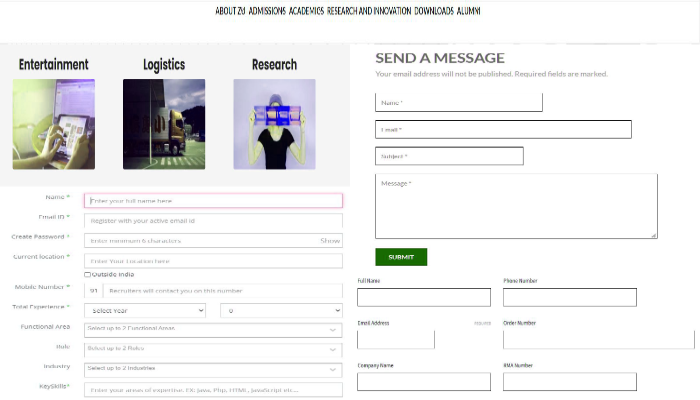 ABOUT ZU ADMISSIONS ACADEMICS RESEARCH AND INNOVATION DOWNLOADS ALUMNI
Entertainment Logistics Research
SEND A MESSAGE
Your email address will not be published. Required fields are marked.
Name *
Email *
Subject *
Message *
SUBMIT
Name * Enter your full name here
Email ID * Register with your active email id
Create Password * Enter minimum 6 characters Show
Current location * Enter Your Location here
Outside India
Mobile Number * 91 Recruiters will contact you on this number
Total Experience * Select Year 0
Functional Area Select up to 2 Functional Areas
Role Select up to 2 Roles
Industry Select up to 2 Industries
KeySkills* Enter your areas of expertise. EX: Java, Php, HTML, JavaScript etc...
Full Name Phone Number
Email Address required Order Number
Company Name RMA Number